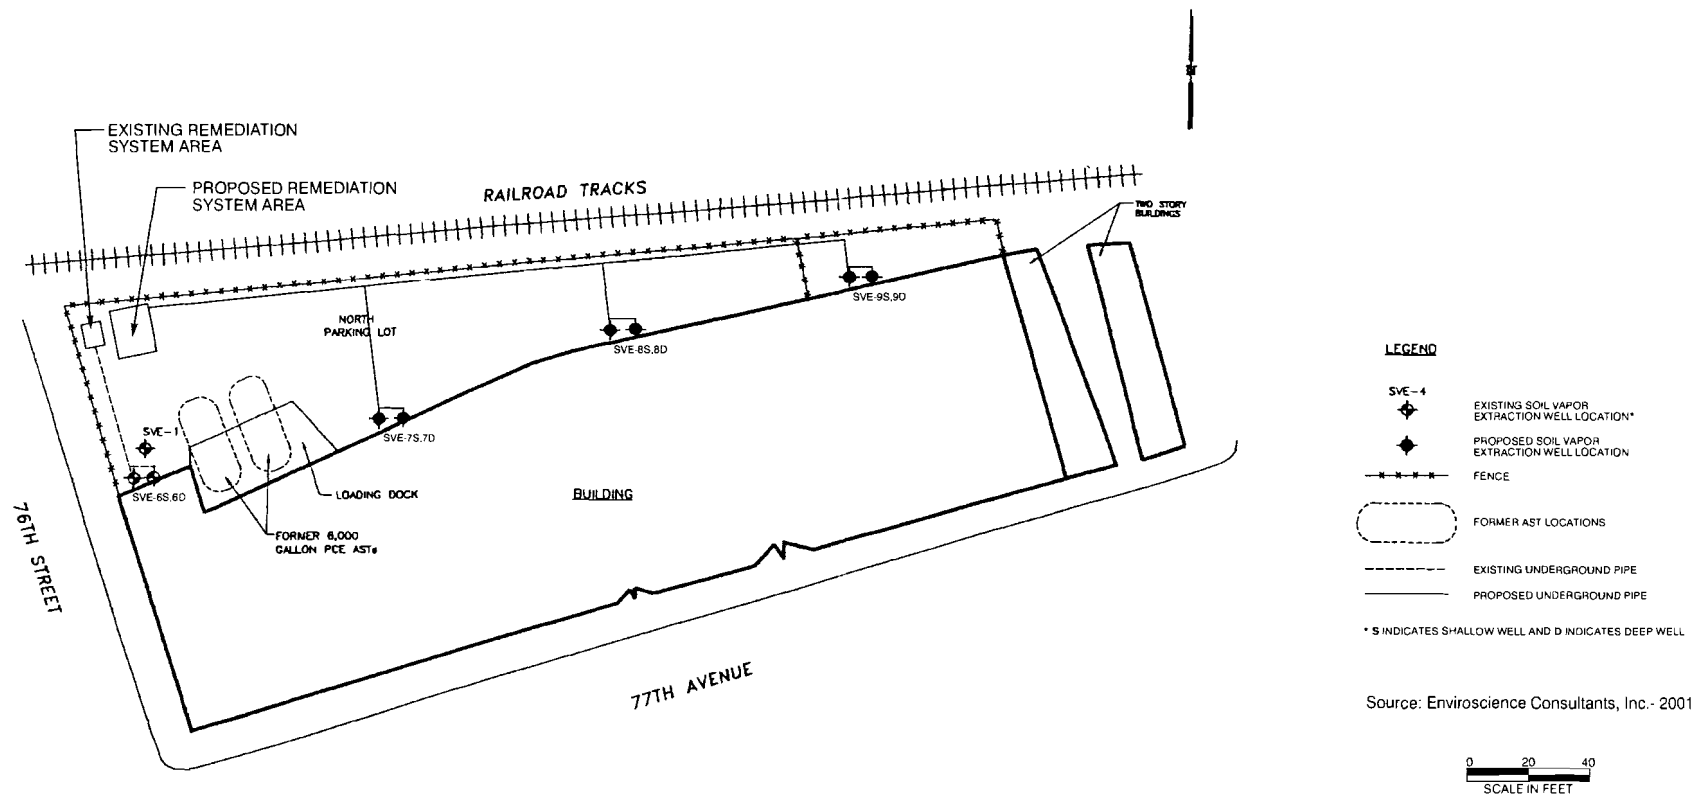 EXISTING REMEDIATION
SYSTEM AREA
PROPOSED REMEDIATION
SYSTEM AREA
RAILROAD TRACKS
TWO STORY
BUILDINGS
NORTH
PARKING LOT
SVE-9S,9D
SVE-8S,8D
SVE-7S,7D
SVE-1
SVE-6S,6D
LOADING DOCK
BUILDING
FORMER 6,000
GALLON PCE ASTs
76TH STREET
77TH AVENUE
LEGEND
SVE-4
EXISTING SOIL VAPOR
EXTRACTION WELL LOCATION*
PROPOSED SOIL VAPOR
EXTRACTION WELL LOCATION
FENCE
FORMER AST LOCATIONS
EXISTING UNDERGROUND PIPE
PROPOSED UNDERGROUND PIPE
* S INDICATES SHALLOW WELL AND D INDICATES DEEP WELL
Source: Enviroscience Consultants, Inc.- 2001
0 20 40
SCALE IN FEET